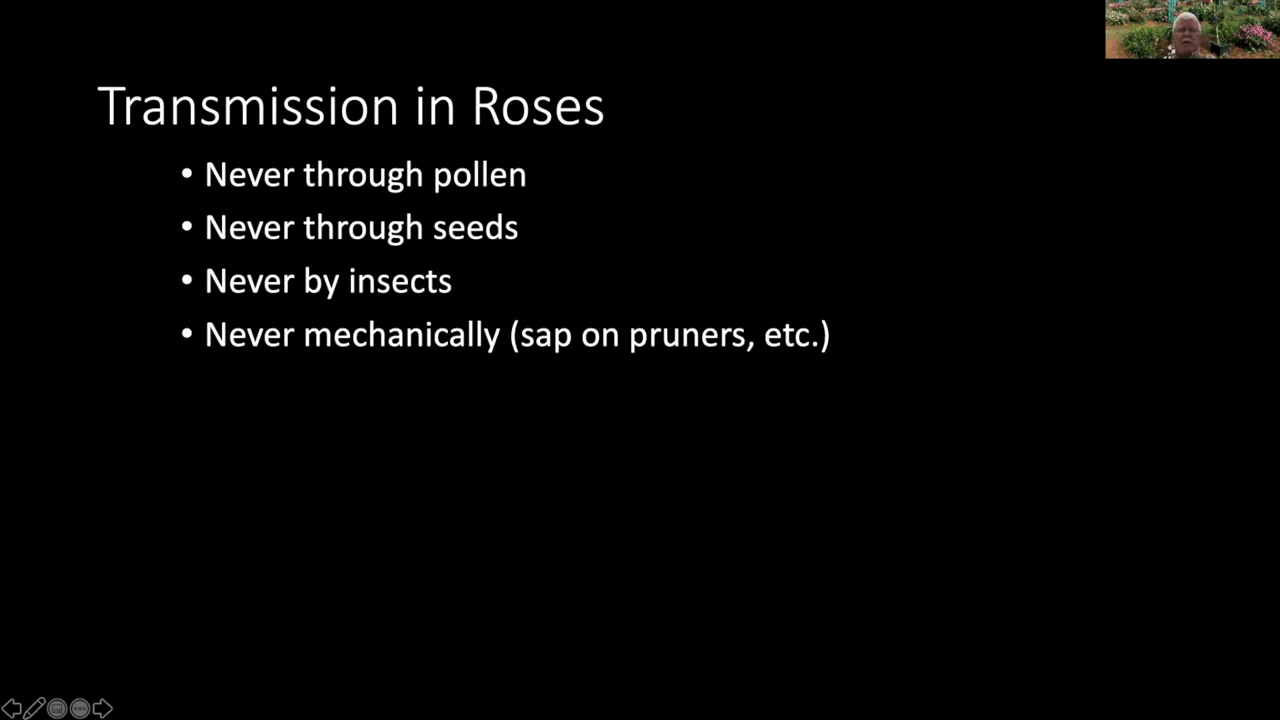 Transmission in Roses
• Never through pollen
• Never through seeds
• Never by insects
• Never mechanically (sap on pruners, etc.)